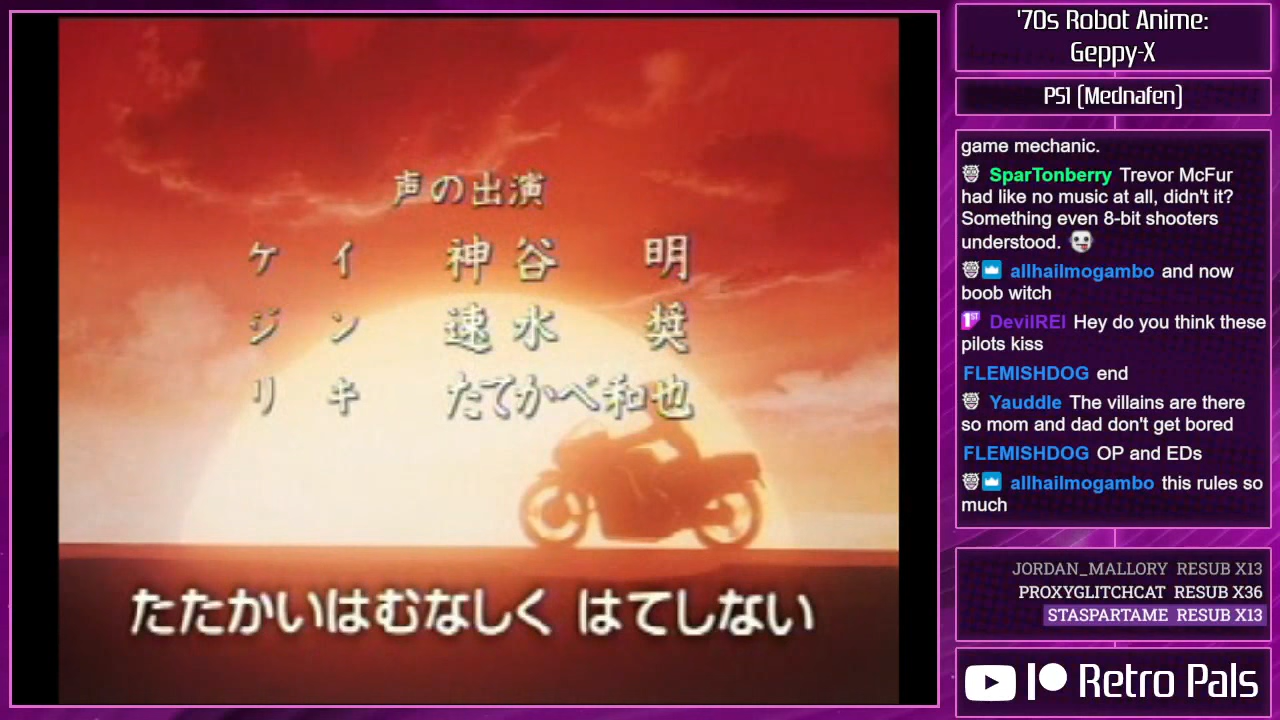 声の出演
ケイ 神谷 明
ジン 速水 奨
リキ たてかべ和也
たたかいはむなしく はてしない
'70s Robot Anime:
Geppy-X
PS1 (Mednafen)
game mechanic.
SparTonberry Trevor McFur
had like no music at all, didn't it?
Something even 8-bit shooters
understood.
allhailmogambo and now
boob witch
1ST DevilREI Hey do you think these
pilots kiss
FLEMISHDOG end
Yauddle The villains are there
so mom and dad don't get bored
FLEMISHDOG OP and EDs
allhailmogambo this rules so
much
JORDAN_MALLORY RESUB X13
PROXYGLITCHCAT RESUB X36
STASPARTAME RESUB X13
Retro Pals